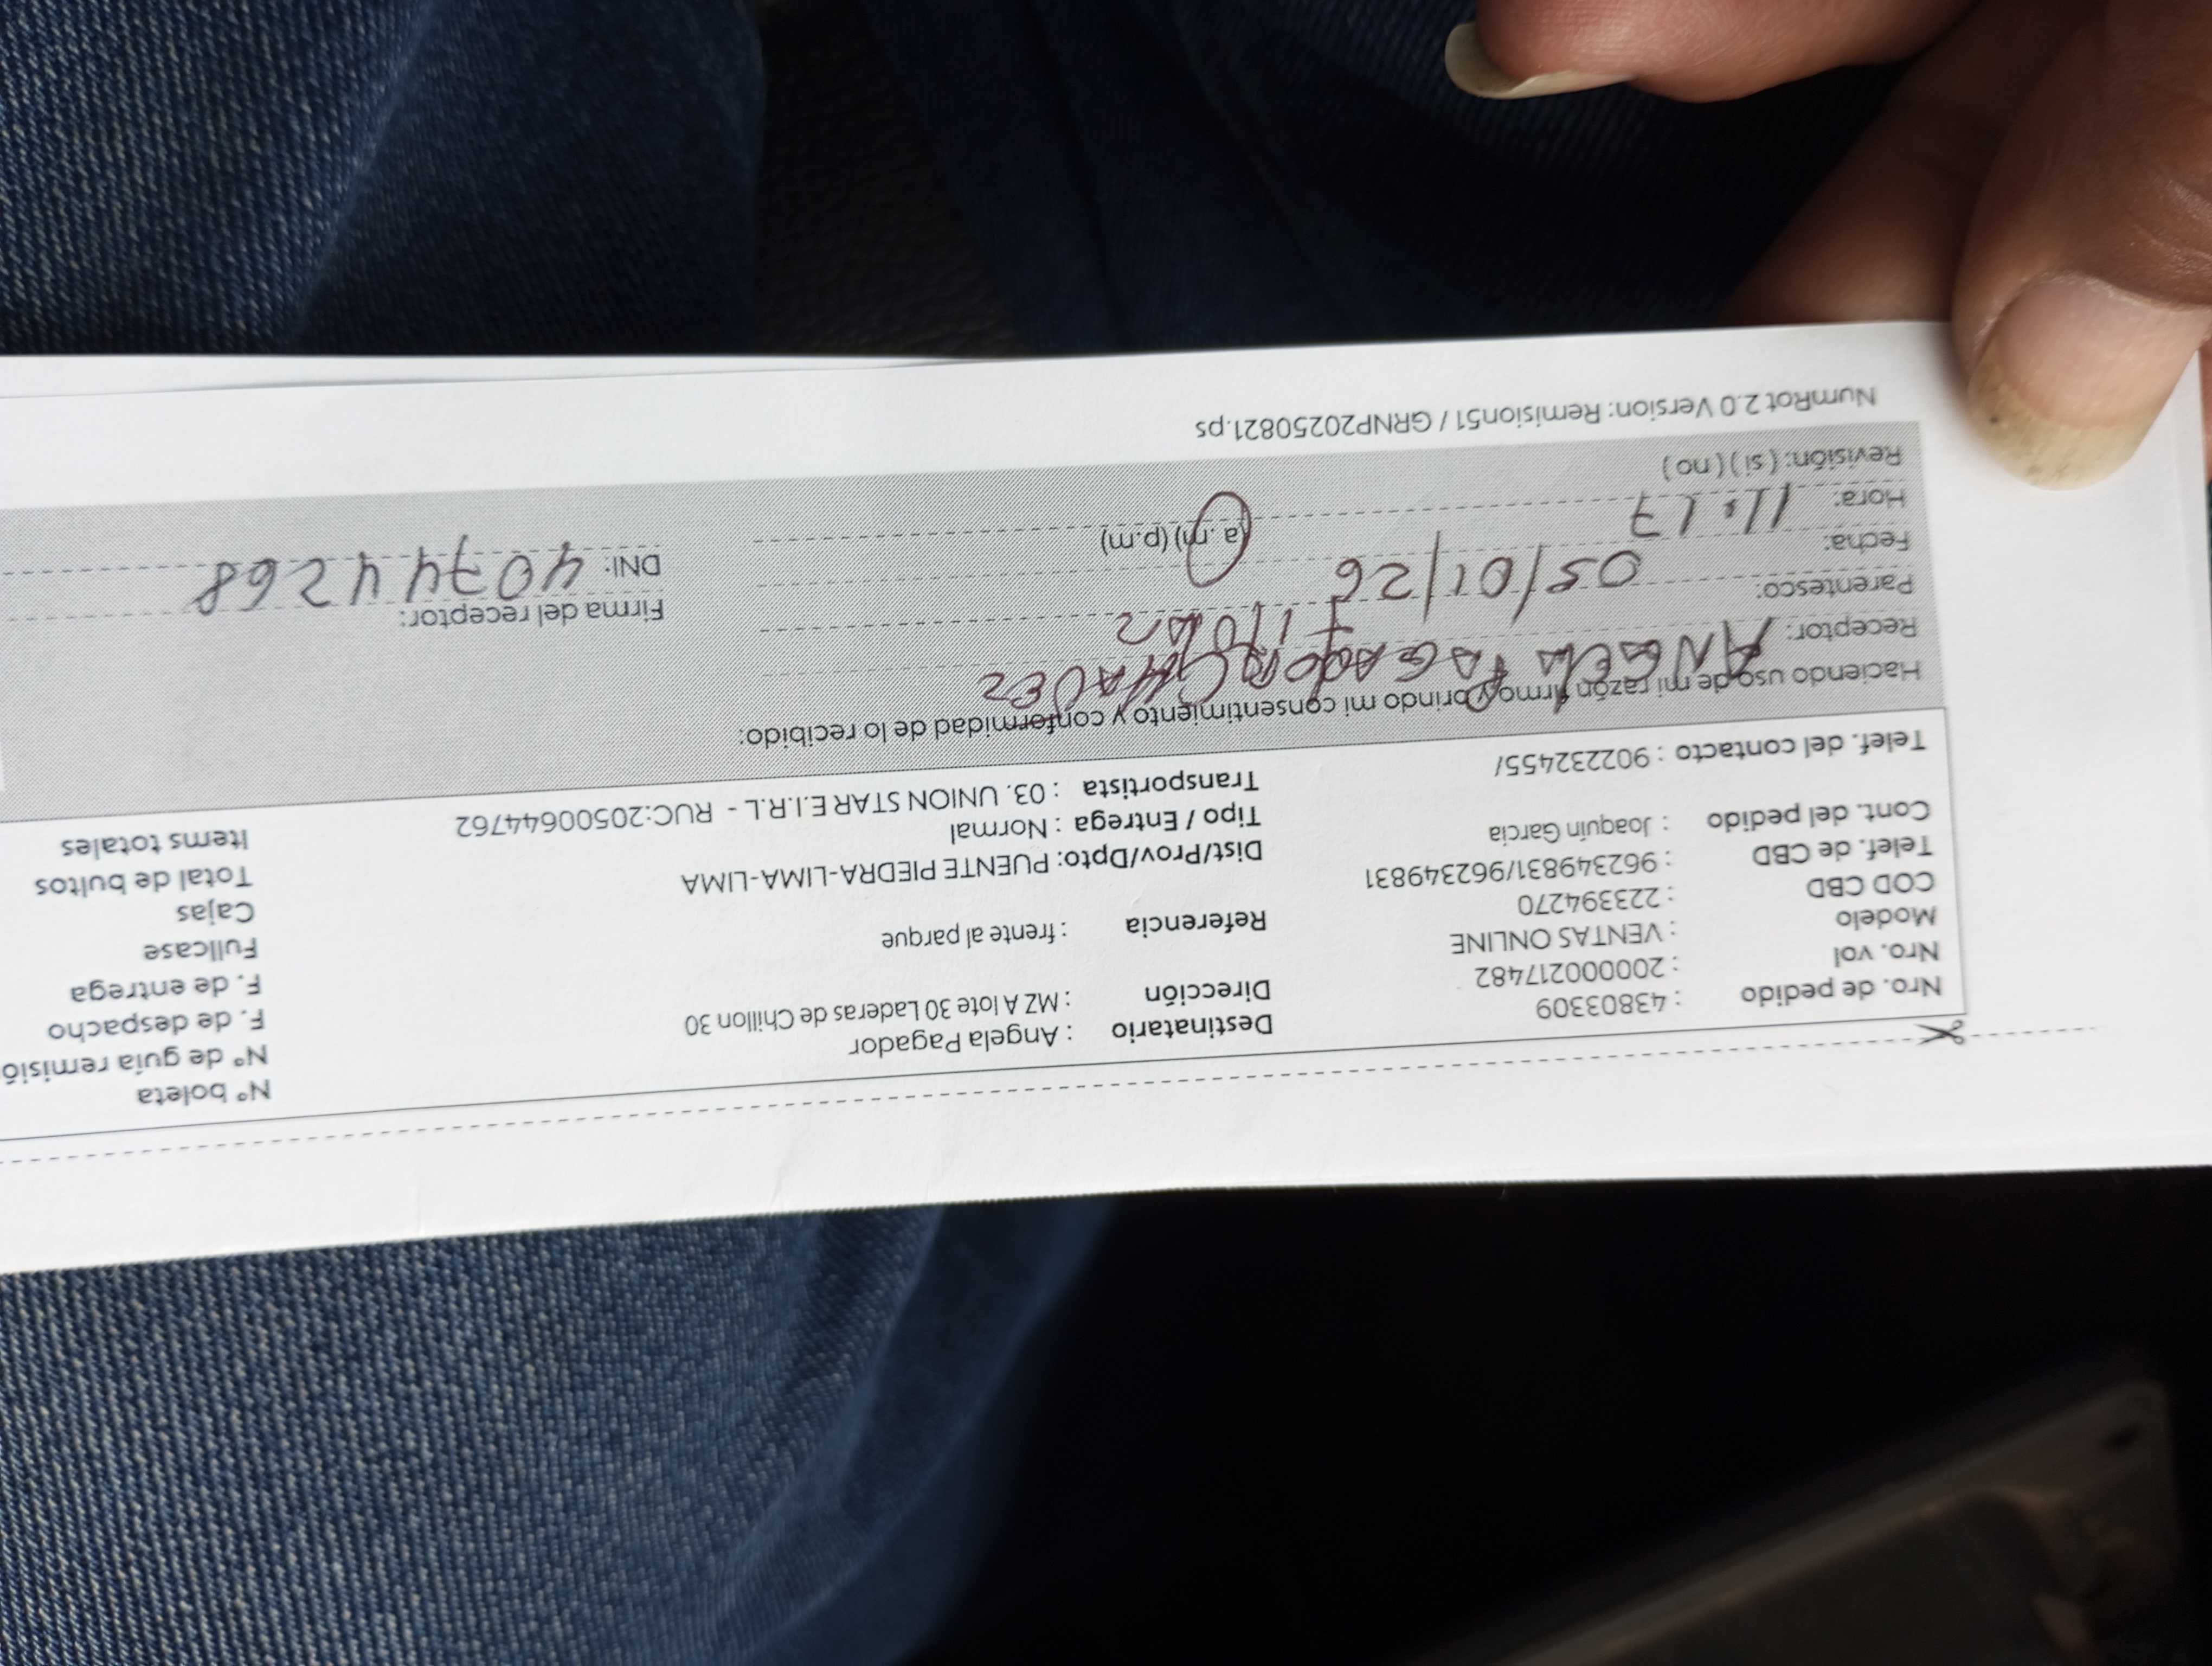 Nro. de pedido : 43803309
Nro. vol : 20000217482
Modelo : VENTAS ONLINE
COD CBD : 223394270
Telef. de CBD : 962349831/962349831
Cont. del pedido : Joaquin Garcia
Telef. del contacto : 902232455/
Destinatario : Angela Pagador
Dirección : MZ A lote 30 Laderas de Chillon 30
Referencia : frente al parque
Dist/Prov/Dpto: PUENTE PIEDRA-LIMA-LIMA
Tipo / Entrega : Normal
Transportista : 03. UNION STAR E.I.R.L - RUC:20500644762
N° boleta
N° de guía remisió
F. de despacho
F. de entrega
Fullcase
Cajas
Total de bultos
Items totales
Haciendo uso de mi razón firmo y brindo mi consentimiento y conformidad de lo recibido:
Receptor: ANGELA PAGADOR CHAVEZ
Parentesco: Titular
Fecha: 05/01/26
Hora: 11:17 (a.m) (p.m)
Revisión: (si) (no)
Firma del receptor:
DNI: 40744268
NumRot 2.0 Version: Remision51 / GRNP20250821.ps